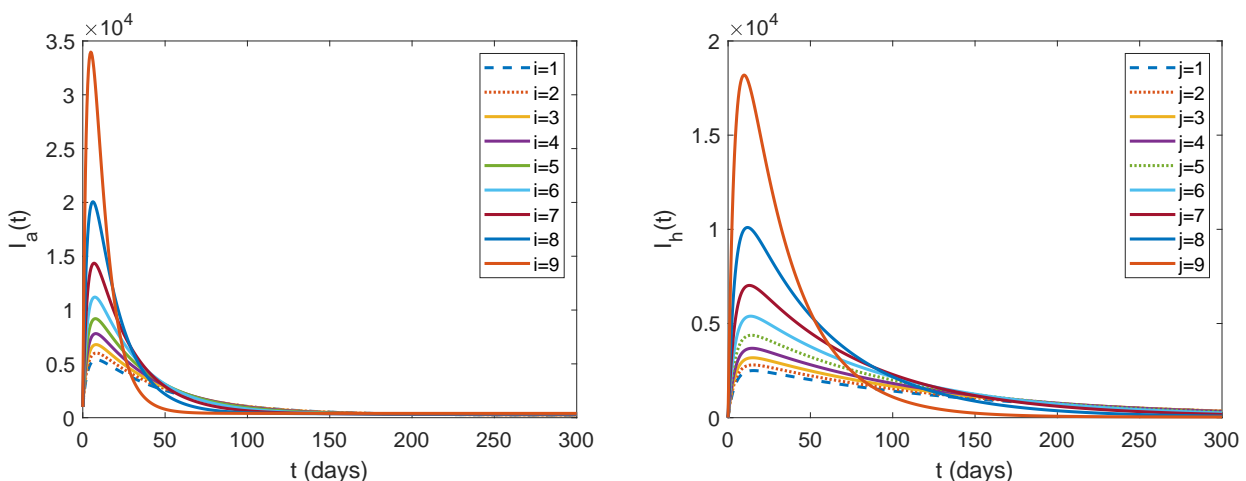 ×10⁴
3.5
3
2.5
2
1.5
1
0.5
0
I_a(t)
0 50 100 150 200 250 300
t (days)
i=1
i=2
i=3
i=4
i=5
i=6
i=7
i=8
i=9
×10⁴
2
1.5
1
0.5
0
I_h(t)
0 50 100 150 200 250 300
t (days)
j=1
j=2
j=3
j=4
j=5
j=6
j=7
j=8
j=9